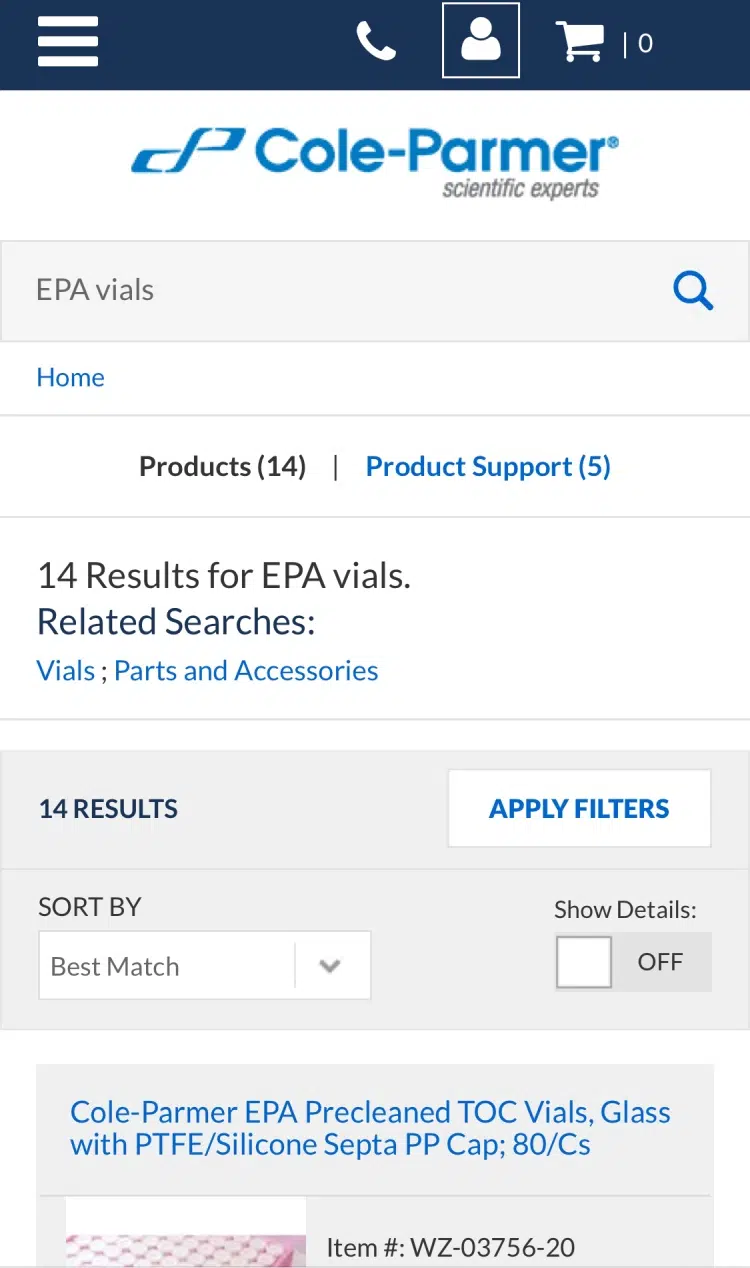 | 0
Cole-Parmer®
scientific experts
EPA vials
Home
Products (14) | Product Support (5)
14 Results for EPA vials.
Related Searches:
Vials ; Parts and Accessories
14 RESULTS
APPLY FILTERS
SORT BY
Show Details:
Best Match
OFF
Cole-Parmer EPA Precleaned TOC Vials, Glass
with PTFE/Silicone Septa PP Cap; 80/Cs
Item #: WZ-03756-20